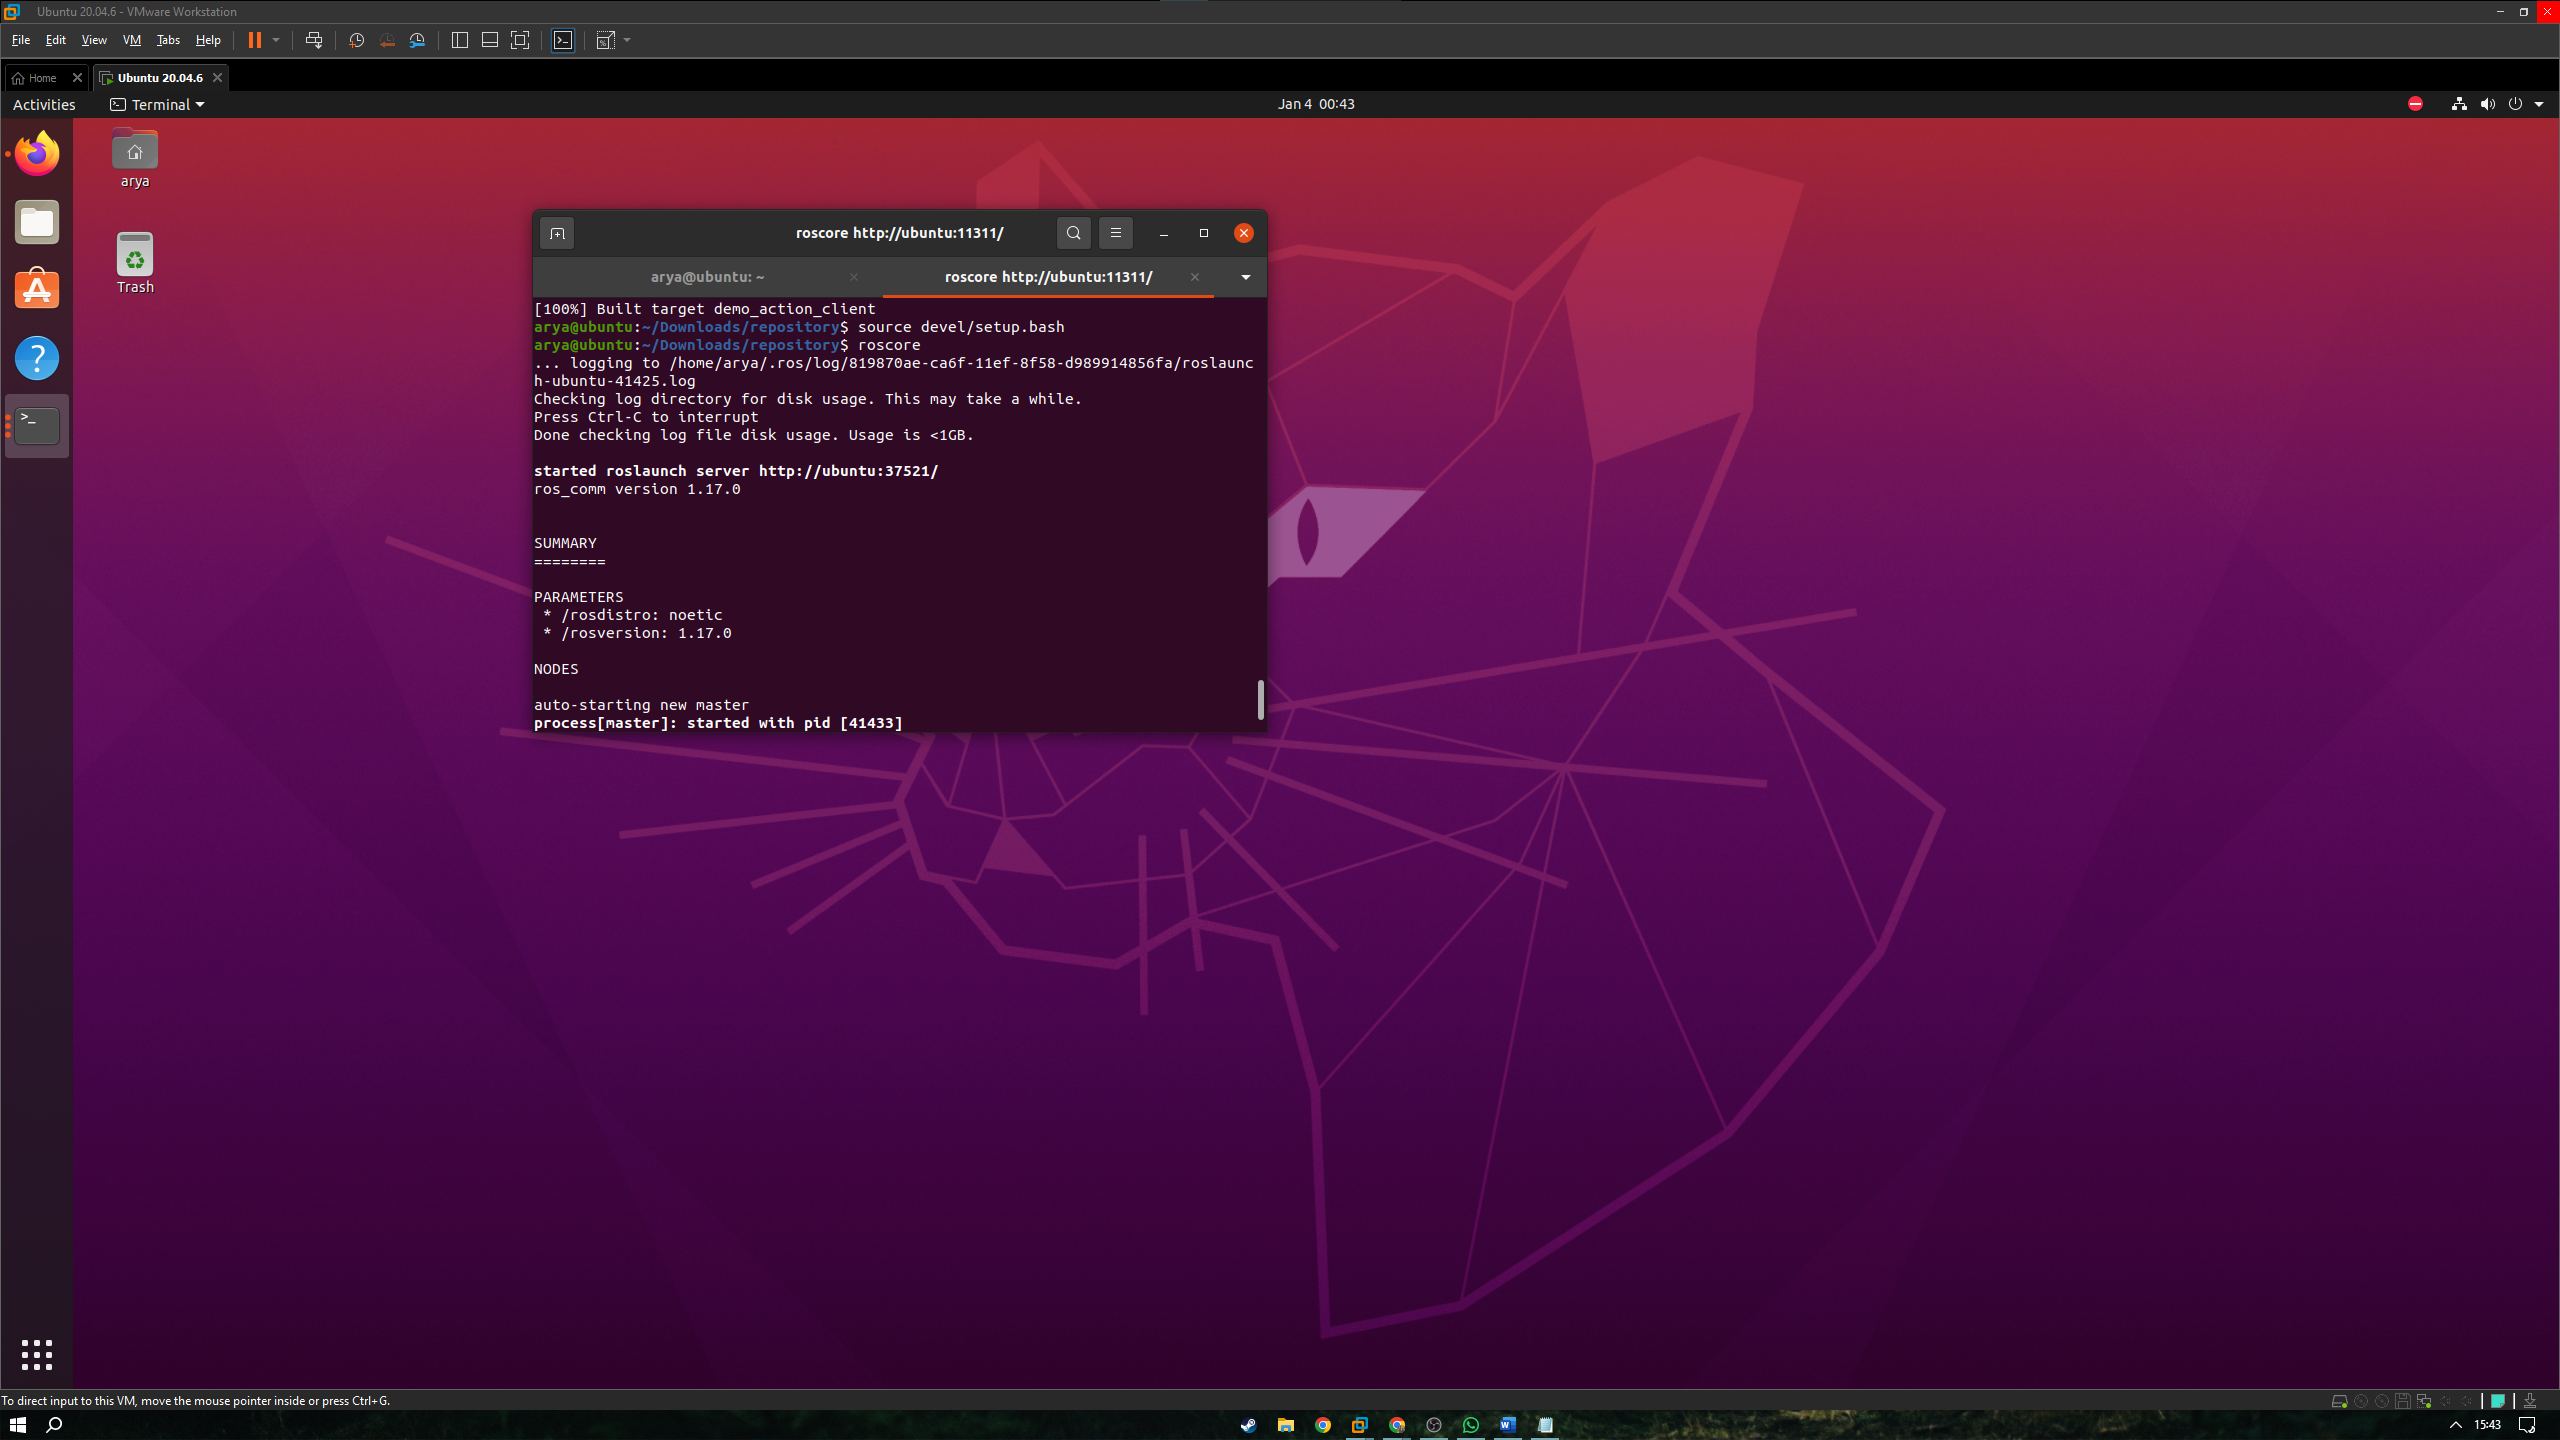 Ubuntu 20.04.6 - VMware Workstation
File Edit View VM Tabs Help
Home
Ubuntu 20.04.6
Activities
Terminal
Jan 4 00:43
arya
Trash
roscore http://ubuntu:11311/
arya@ubuntu: ~
roscore http://ubuntu:11311/
[100%] Built target demo_action_client
arya@ubuntu:~/Downloads/repository$ source devel/setup.bash
arya@ubuntu:~/Downloads/repository$ roscore
... logging to /home/arya/.ros/log/819870ae-ca6f-11ef-8f58-d989914856fa/roslaunc
h-ubuntu-41425.log
Checking log directory for disk usage. This may take a while.
Press Ctrl-C to interrupt
Done checking log file disk usage. Usage is <1GB.
started roslaunch server http://ubuntu:37521/
ros_comm version 1.17.0
SUMMARY
========
PARAMETERS
* /rosdistro: noetic
* /rosversion: 1.17.0
NODES
auto-starting new master
process[master]: started with pid [41433]
To direct input to this VM, move the mouse pointer inside or press Ctrl+G.
15:43